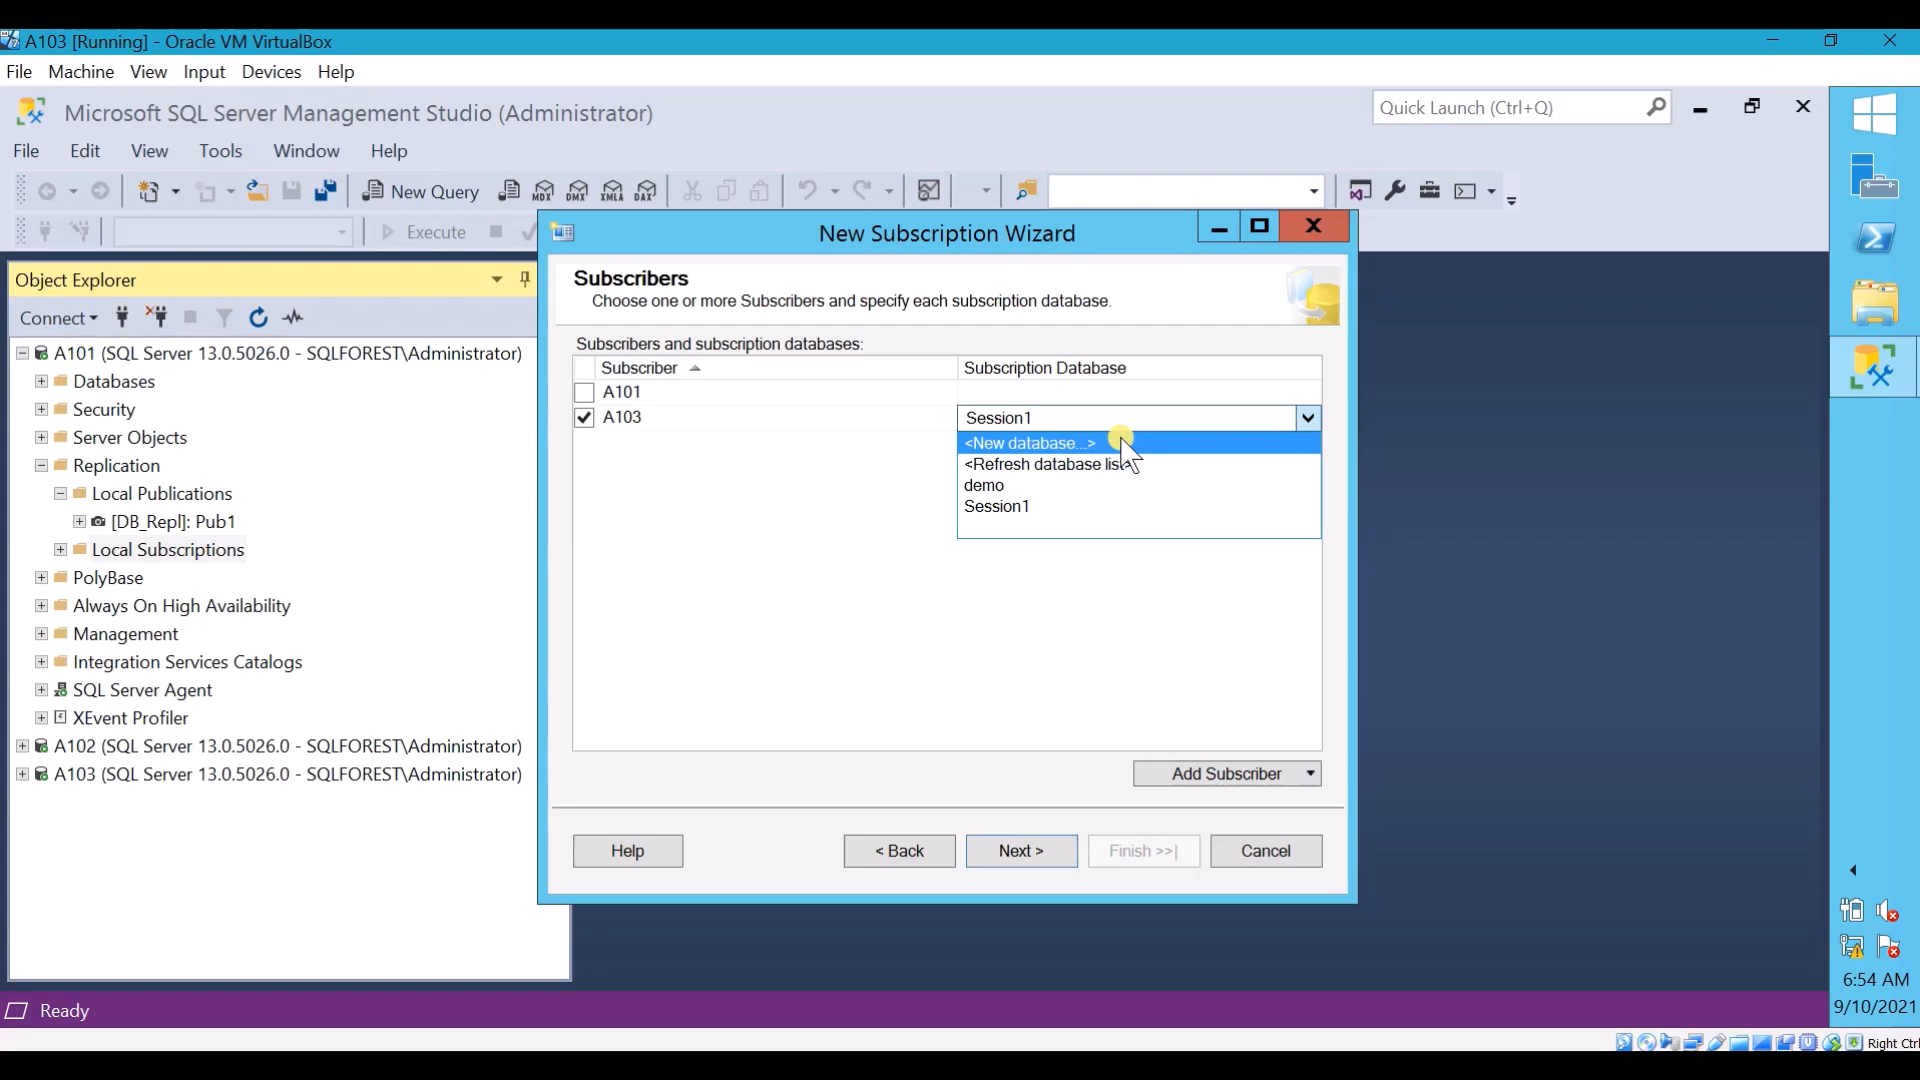 A103 [Running] - Oracle VM VirtualBox
File Machine View Input Devices Help
Microsoft SQL Server Management Studio (Administrator)
Quick Launch (Ctrl+Q)
File Edit View Tools Window Help
New Query MDX DMX XMLA DAX
Execute
New Subscription Wizard
Object Explorer
Connect
A101 (SQL Server 13.0.5026.0 - SQLFOREST\Administrator)
Databases
Security
Server Objects
Replication
Local Publications
[DB_Repl]: Pub1
Local Subscriptions
PolyBase
Always On High Availability
Management
Integration Services Catalogs
SQL Server Agent
XEvent Profiler
A102 (SQL Server 13.0.5026.0 - SQLFOREST\Administrator)
A103 (SQL Server 13.0.5026.0 - SQLFOREST\Administrator)
Subscribers
Choose one or more Subscribers and specify each subscription database.
Subscribers and subscription databases:
Subscriber Subscription Database
A101
A103 Session1
<New database...>
<Refresh database list>
demo
Session1
Add Subscriber
Help < Back Next > Finish >>| Cancel
6:54 AM
9/10/2021
Ready
Right Ctrl